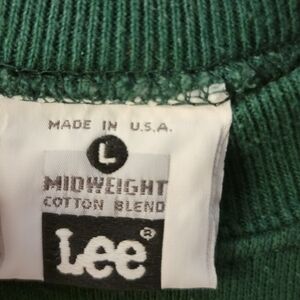 MADE IN U.S.A.
L
MIDWEIGHT
COTTON BLEND
Lee®